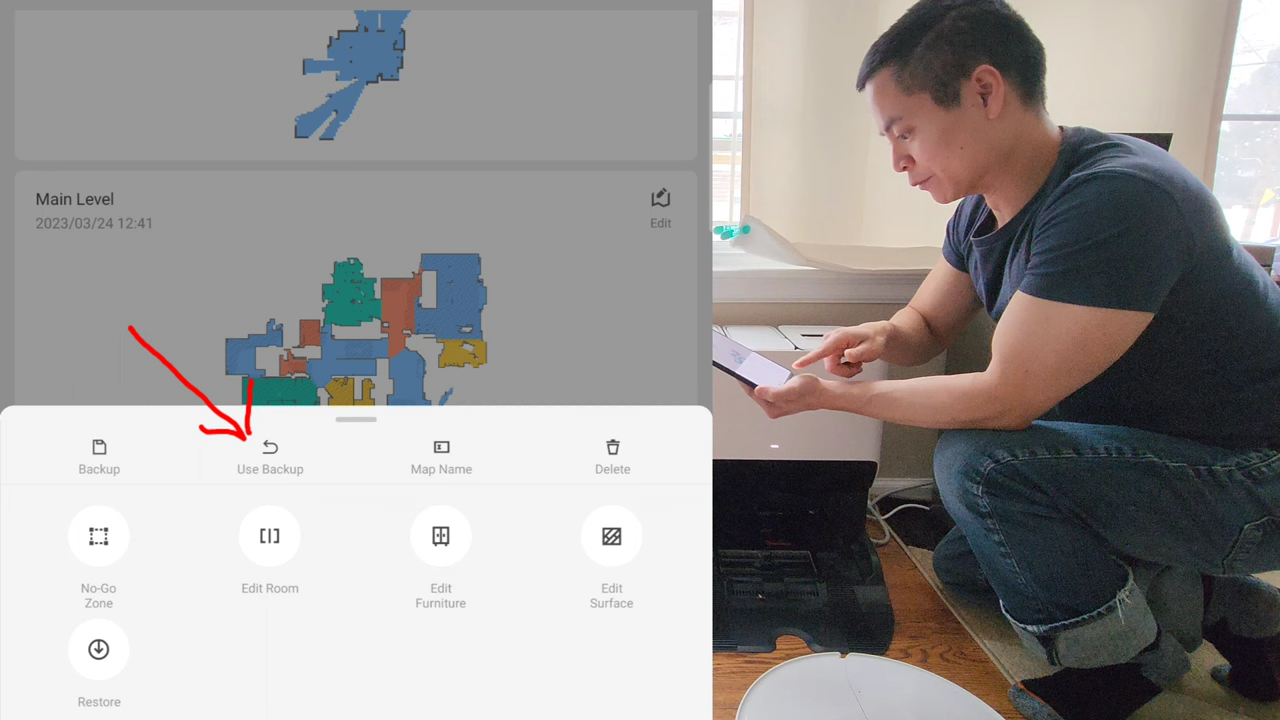 Main Level
2023/03/24 12:41
Edit
Backup
Use Backup
Map Name
Delete
No-Go
Zone
Edit Room
Edit
Furniture
Edit
Surface
Restore